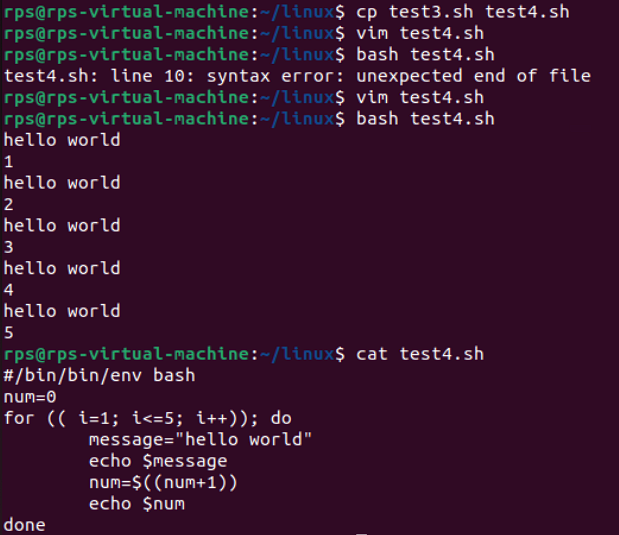 rps@rps-virtual-machine:~/linux$ cp test3.sh test4.sh
rps@rps-virtual-machine:~/linux$ vim test4.sh
rps@rps-virtual-machine:~/linux$ bash test4.sh
test4.sh: line 10: syntax error: unexpected end of file
rps@rps-virtual-machine:~/linux$ vim test4.sh
rps@rps-virtual-machine:~/linux$ bash test4.sh
hello world
1
hello world
2
hello world
3
hello world
4
hello world
5
rps@rps-virtual-machine:~/linux$ cat test4.sh
#/bin/bin/env bash
num=0
for (( i=1; i<=5; i++)); do
        message="hello world"
        echo $message
        num=$((num+1))
        echo $num
done